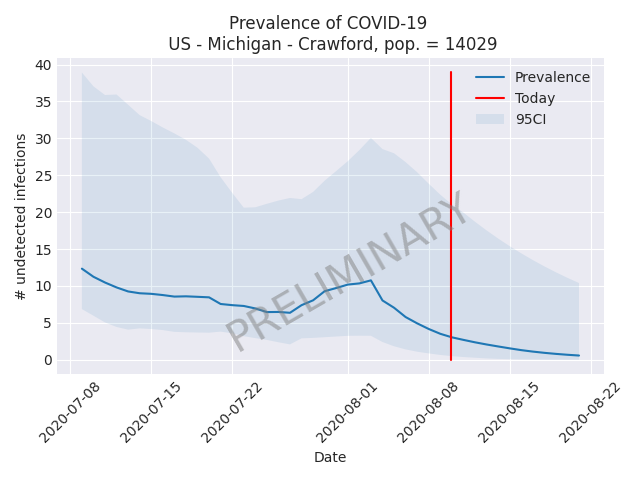 Prevalence of COVID-19
US - Michigan - Crawford, pop. = 14029
# undetected infections
40
35
30
25
20
15
10
5
0
Prevalence
Today
95CI
PRELIMINARY
2020-07-08
2020-07-15
2020-07-22
2020-08-01
2020-08-08
2020-08-15
2020-08-22
Date